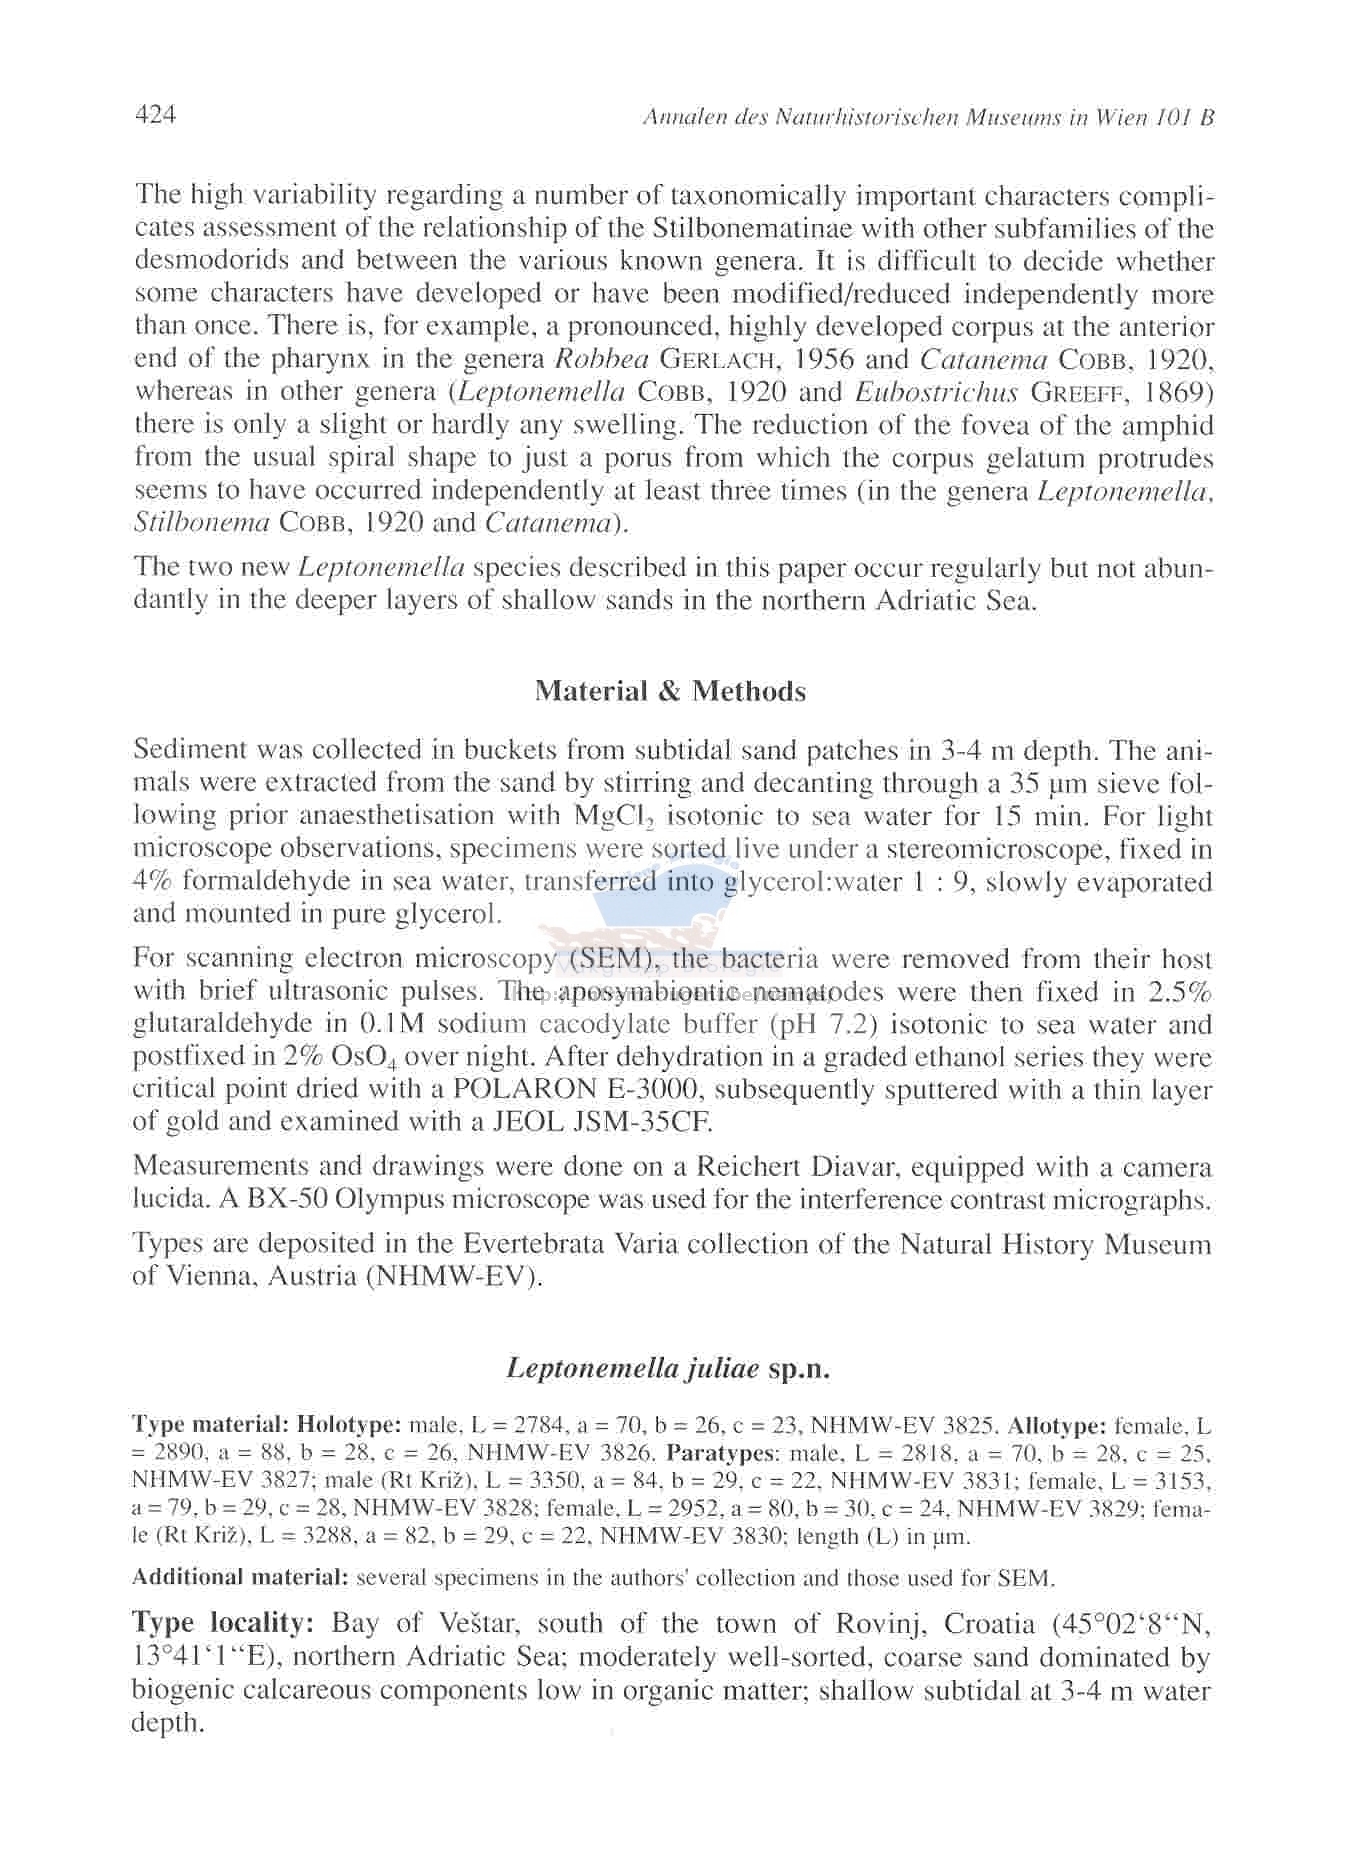 424
Annalen des Naturhistorischen Museums in Wien 101 B
The high variability regarding a number of taxonomically important characters compli-
cates assessment of the relationship of the Stilbonematinae with other subfamilies of the
desmodorids and between the various known genera. It is difficult to decide whether
some characters have developed or have been modified/reduced independently more
than once. There is, for example, a pronounced, highly developed corpus at the anterior
end of the pharynx in the genera Robbea GERLACH, 1956 and Catanema COBB, 1920,
whereas in other genera (Leptonemella COBB, 1920 and Eubostrichus GREEFF, 1869)
there is only a slight or hardly any swelling. The reduction of the fovea of the amphid
from the usual spiral shape to just a porus from which the corpus gelatum protrudes
seems to have occurred independently at least three times (in the genera Leptonemella,
Stilbonema COBB, 1920 and Catanema).
The two new Leptonemella species described in this paper occur regularly but not abun-
dantly in the deeper layers of shallow sands in the northern Adriatic Sea.
Material & Methods
Sediment was collected in buckets from subtidal sand patches in 3-4 m depth. The ani-
mals were extracted from the sand by stirring and decanting through a 35 µm sieve fol-
lowing prior anaesthetisation with MgCl₂ isotonic to sea water for 15 min. For light
microscope observations, specimens were sorted live under a stereomicroscope, fixed in
4% formaldehyde in sea water, transferred into glycerol:water 1 : 9, slowly evaporated
and mounted in pure glycerol.
For scanning electron microscopy (SEM), the bacteria were removed from their host
with brief ultrasonic pulses. The aposymbiontic nematodes were then fixed in 2.5%
glutaraldehyde in 0.1M sodium cacodylate buffer (pH 7.2) isotonic to sea water and
postfixed in 2% OsO₄ over night. After dehydration in a graded ethanol series they were
critical point dried with a POLARON E-3000, subsequently sputtered with a thin layer
of gold and examined with a JEOL JSM-35CF.
Measurements and drawings were done on a Reichert Diavar, equipped with a camera
lucida. A BX-50 Olympus microscope was used for the interference contrast micrographs.
Types are deposited in the Evertebrata Varia collection of the Natural History Museum
of Vienna, Austria (NHMW-EV).
Leptonemella juliae sp.n.
Type material: Holotype: male, L = 2784, a = 70, b = 26, c = 23, NHMW-EV 3825. Allotype: female, L
= 2890, a = 88, b = 28, c = 26, NHMW-EV 3826. Paratypes: male, L = 2818, a = 70, b = 28, c = 25,
NHMW-EV 3827; male (Rt Križ), L = 3350, a = 84, b = 29, c = 22, NHMW-EV 3831; female, L = 3153,
a = 79, b = 29, c = 28, NHMW-EV 3828; female, L = 2952, a = 80, b = 30, c = 24, NHMW-EV 3829; fema-
le (Rt Križ), L = 3288, a = 82, b = 29, c = 22, NHMW-EV 3830; length (L) in µm.
Additional material: several specimens in the authors' collection and those used for SEM.
Type locality: Bay of Veštar, south of the town of Rovinj, Croatia (45°02‘8“N,
13°41‘1“E), northern Adriatic Sea; moderately well-sorted, coarse sand dominated by
biogenic calcareous components low in organic matter; shallow subtidal at 3-4 m water
depth.